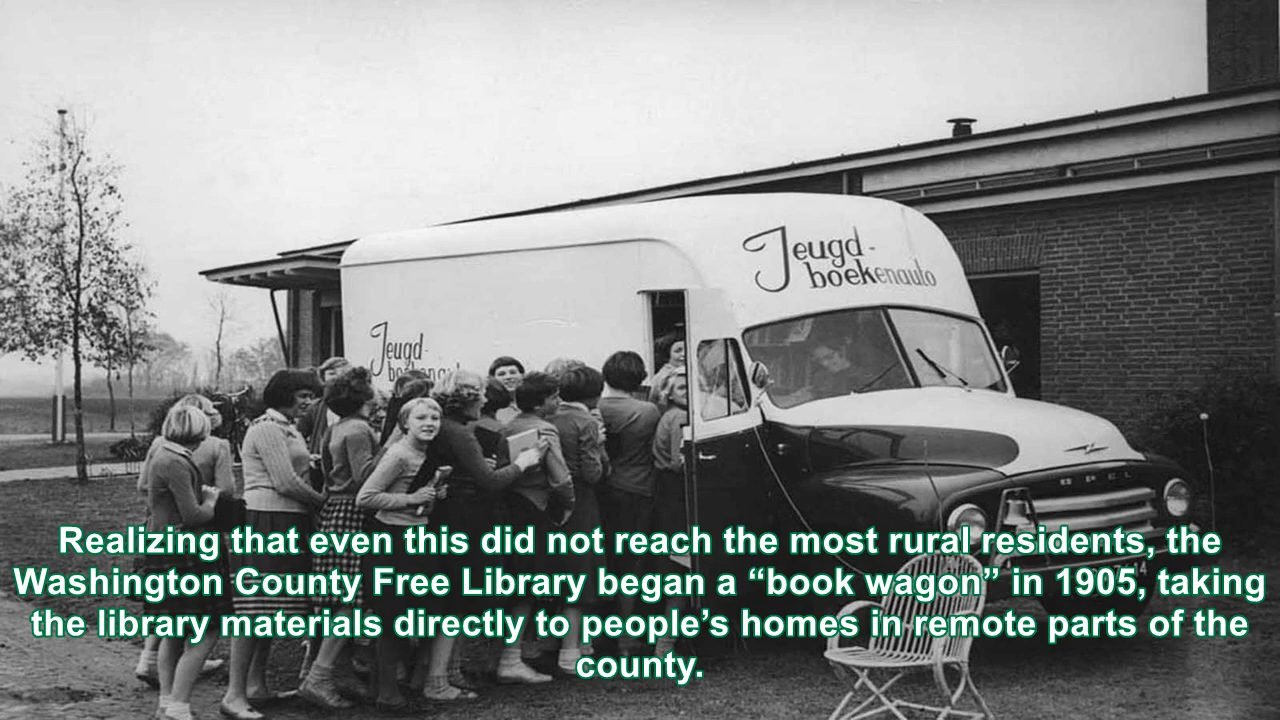 Jeugd-
boekenauto
Jeugd-
OPEL
Realizing that even this did not reach the most rural residents, the
Washington County Free Library began a “book wagon” in 1905, taking
the library materials directly to people’s homes in remote parts of the
county.